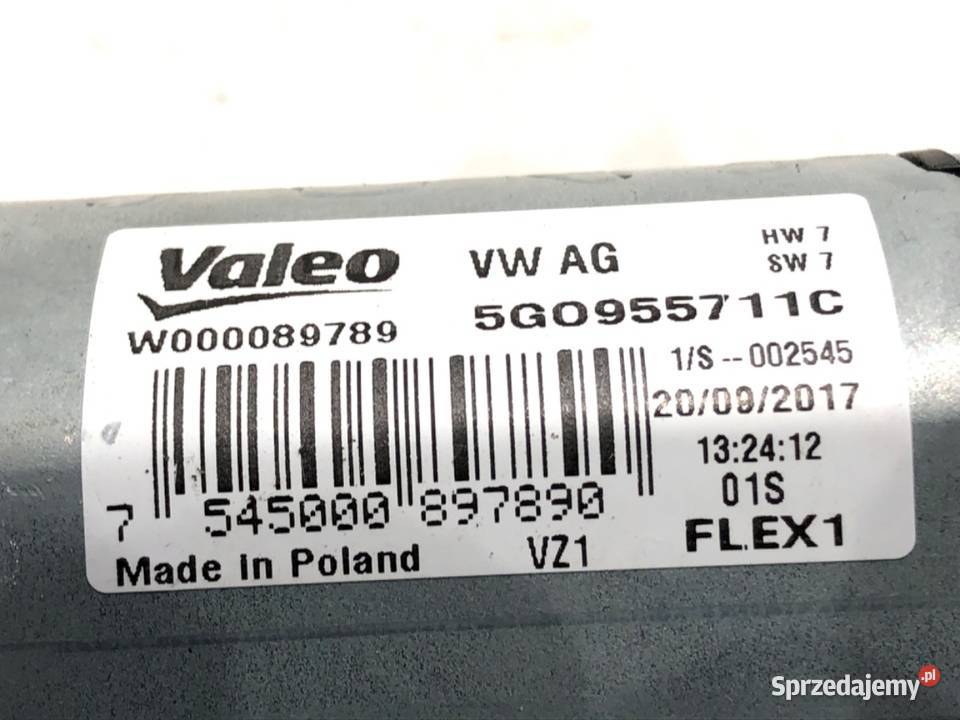 Valeo
W000089789
VW AG
HW 7
SW 7
5G0955711C
1/S--002545
20/09/2017
13:24:12
01S
FLEX1
7 545000 897890
Made in Poland
VZ1
Sprzedajemy.pl